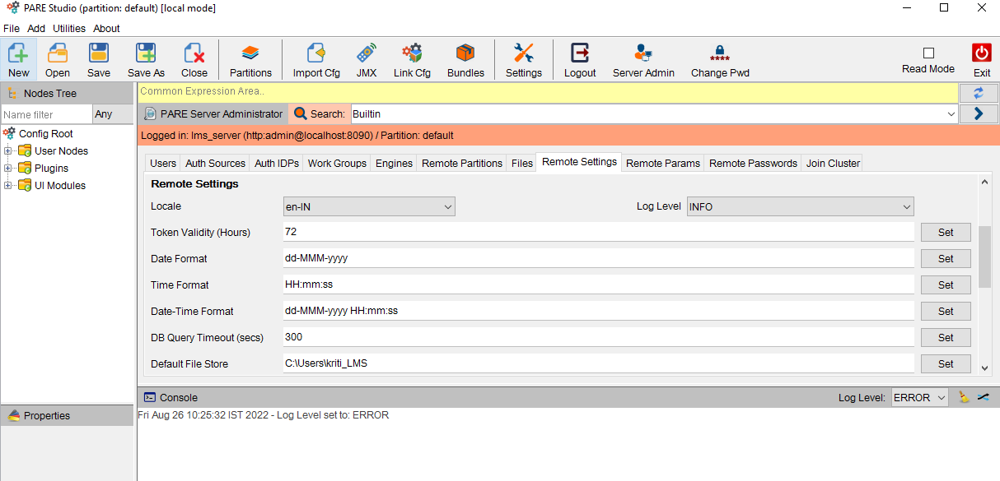 PARE Studio (partition: default) [local mode]
File Add Utilities About
New Open Save Save As Close Partitions Import Cfg JMX Link Cfg Bundles Settings Logout Server Admin Change Pwd Read Mode Exit
Nodes Tree
Common Expression Area..
Name filter Any
PARE Server Administrator Search: Builtin
Config Root
User Nodes
Plugins
UI Modules
Logged in: lms_server (http:admin@localhost:8090) / Partition: default
Users Auth Sources Auth IDPs Work Groups Engines Remote Partitions Files Remote Settings Remote Params Remote Passwords Join Cluster
Remote Settings
Locale en-IN Log Level INFO
Token Validity (Hours) 72 Set
Date Format dd-MMM-yyyy Set
Time Format HH:mm:ss Set
Date-Time Format dd-MMM-yyyy HH:mm:ss Set
DB Query Timeout (secs) 300 Set
Default File Store C:\Users\kriti_LMS Set
Console Log Level: ERROR
Properties
Fri Aug 26 10:25:32 IST 2022 - Log Level set to: ERROR